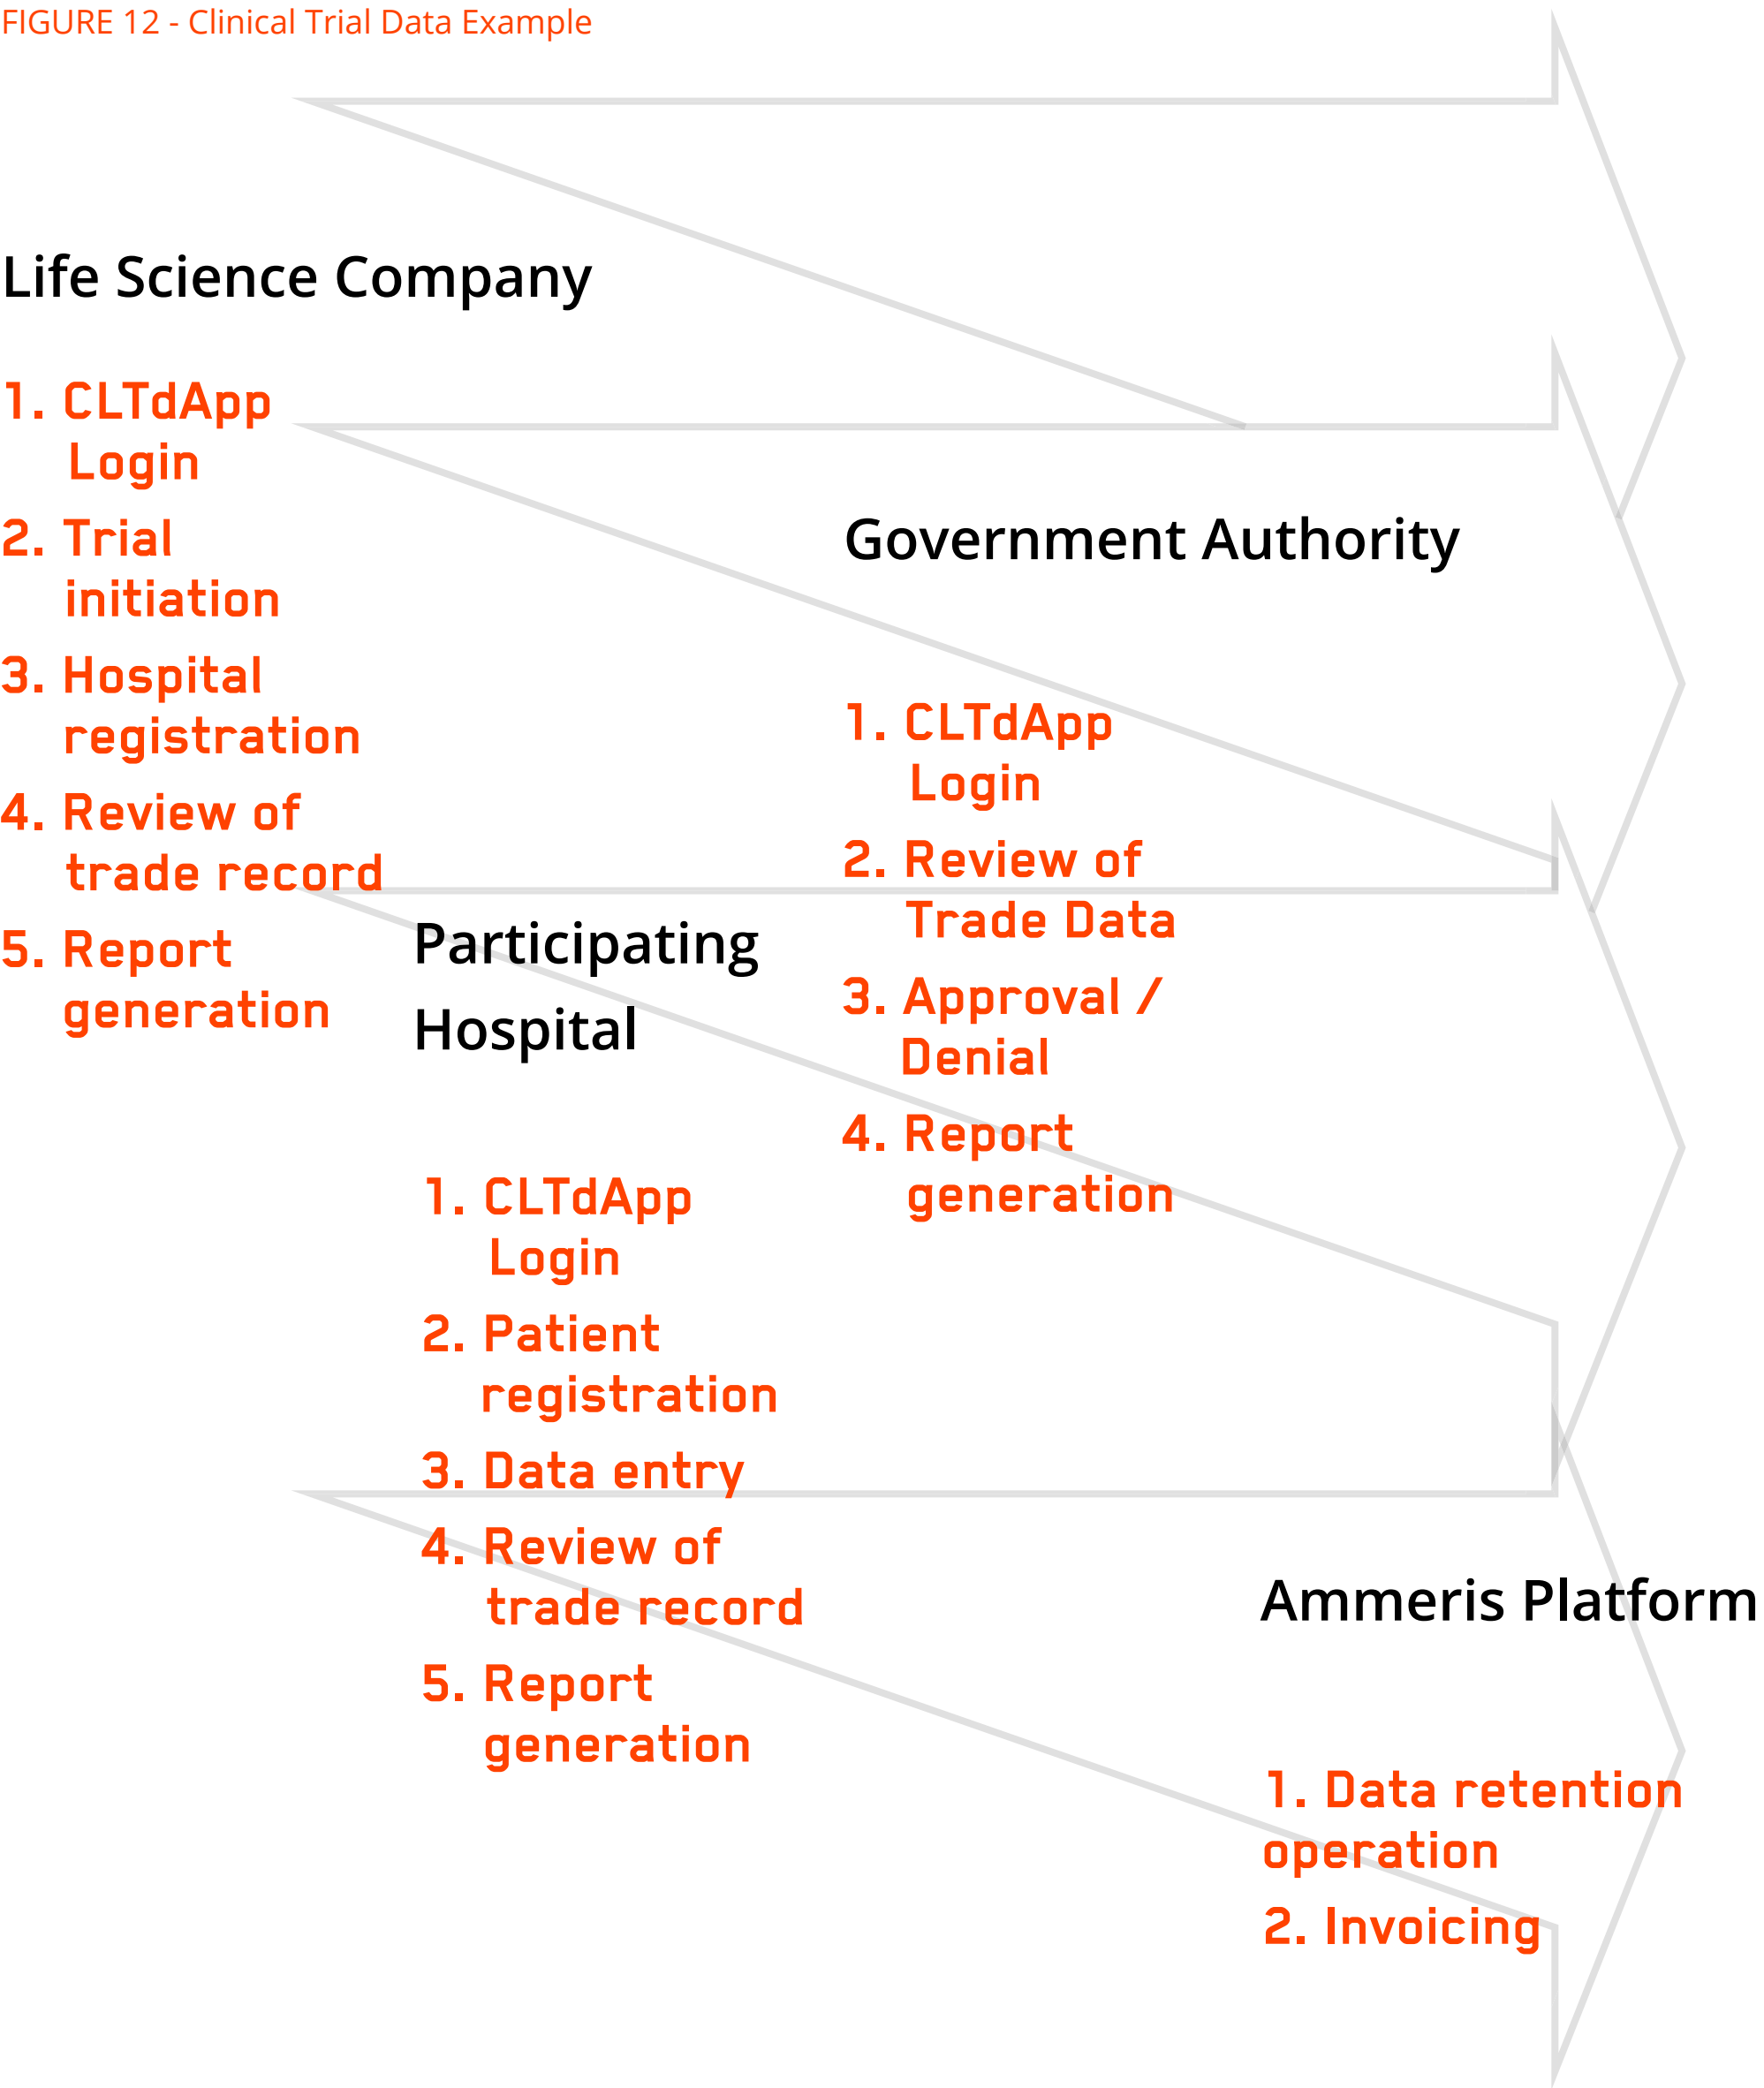 FIGURE 12 - Clinical Trial Data Example
Life Science Company
1. CLTdApp
Login
2. Trial
initiation
3. Hospital
registration
4. Review of
trade record
5. Report
generation
Participating
Hospital
1. CLTdApp
Login
2. Patient
registration
3. Data entry
4. Review of
trade record
5. Report
generation
Government Authority
1. CLTdApp
Login
2. Review of
Trade Data
3. Approval /
Denial
4. Report
generation
Ammeris Platform
1. Data retention
operation
2. Invoicing